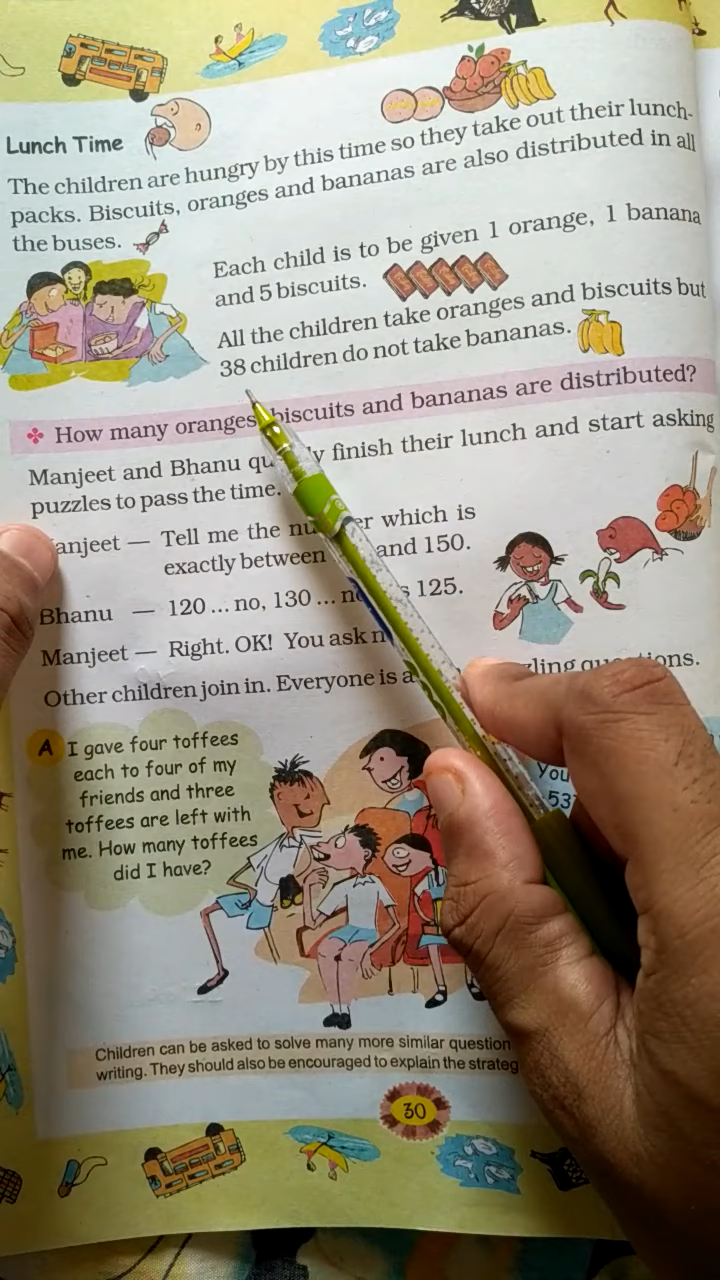 Lunch Time
The children are hungry by this time so they take out their lunch-
packs. Biscuits, oranges and bananas are also distributed in all
the buses.
Each child is to be given 1 orange, 1 banana
and 5 biscuits.
All the children take oranges and biscuits but
38 children do not take bananas.
❖ How many oranges, biscuits and bananas are distributed?
Manjeet and Bhanu finish their lunch and start asking
puzzles to pass the time.
Manjeet — Tell me the which is
exactly between and 150.
Bhanu — 120 ... no, 130 ... 125.
Manjeet — Right. OK! You ask
Other children join in. Everyone is
A I gave four toffees
each to four of my
friends and three
toffees are left with
me. How many toffees
did I have?
You
53
Children can be asked to solve many more similar question
writing. They should also be encouraged to explain the
30